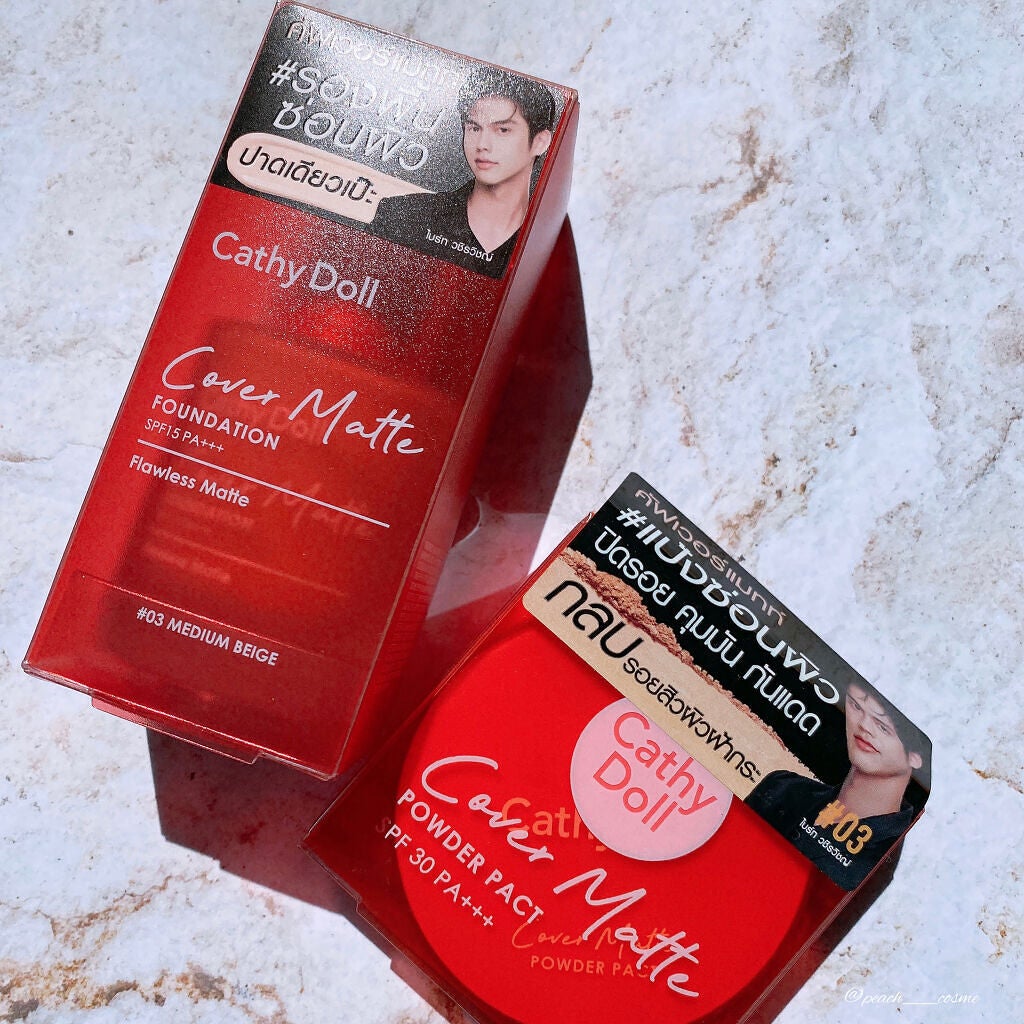 คัฟเวอร์แมทท์
#รองพื้น
ซ่อนผิว
ปาดเดียวเป๊ะ
ไบร์ท วชิรวิชญ์
Cathy Doll
Cover Matte
FOUNDATION
SPF15 PA+++
Flawless Matte
#03 MEDIUM BEIGE
คัฟเวอร์แมทท์
#แป้งซ่อนผิว
ปิดรอย คุมมัน กันแดด
กลบ รอยสิวผิวฝ้ากระ
#03
ไบร์ท วชิรวิชญ์
Cathy
Doll
Cover Matte
POWDER PACT
SPF 30 PA+++
Cathy
Cover Matte
POWDER PACT
@peach___cosme